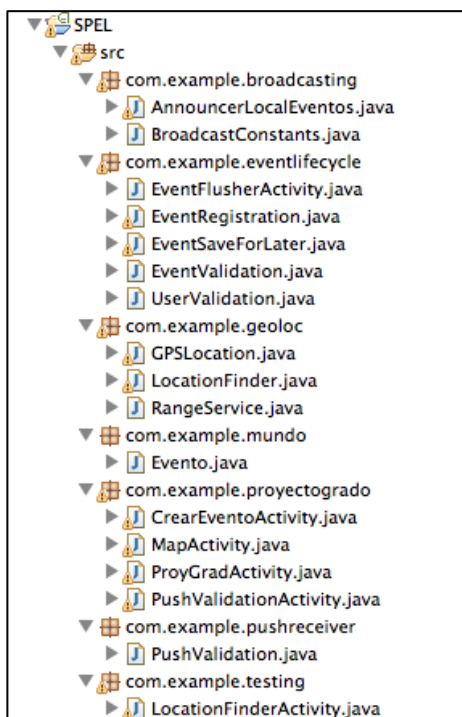 SPEL
src
com.example.broadcasting
AnnouncerLocalEventos.java
BroadcastConstants.java
com.example.eventlifecycle
EventFlusherActivity.java
EventRegistration.java
EventSaveForLater.java
EventValidation.java
UserValidation.java
com.example.geoloc
GPSLocation.java
LocationFinder.java
RangeService.java
com.example.mundo
Evento.java
com.example.proyectogrado
CrearEventoActivity.java
MapActivity.java
ProyGradActivity.java
PushValidationActivity.java
com.example.pushreceiver
PushValidation.java
com.example.testing
LocationFinderActivity.java